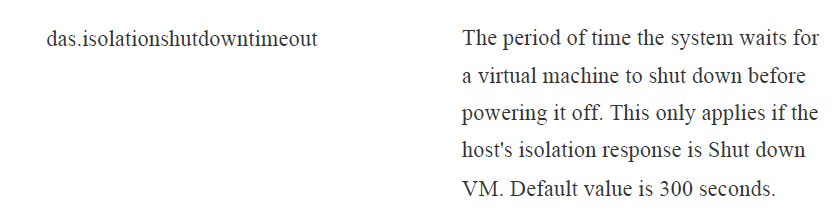 das.isolationshutdowntimeout
The period of time the system waits for
a virtual machine to shut down before
powering it off. This only applies if the
host's isolation response is Shut down
VM. Default value is 300 seconds.